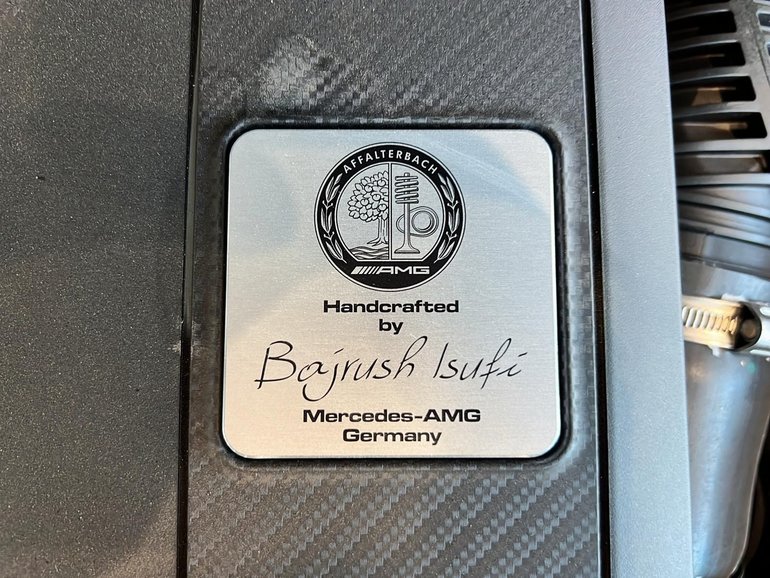 AFFALTERBACH
AMG
Handcrafted
by
Bajrush Isufi
Mercedes-AMG
Germany